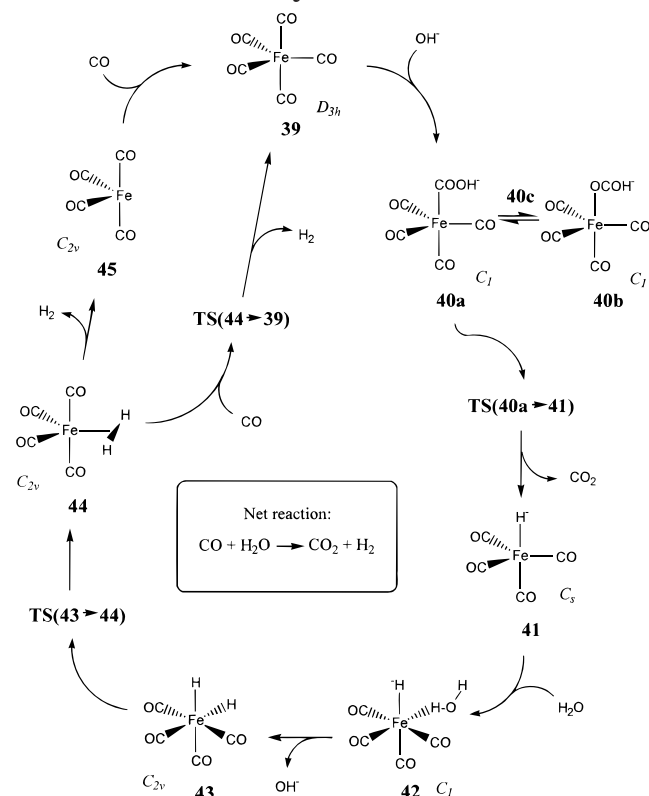 CO
OC
Fe
CO
OC
CO
D3h
39
CO
OH-
CO
OC
Fe
OC
CO
C2v
45
COOH-
OC
Fe
CO
OC
CO
C1
40a
40c
OCOH-
OC
Fe
CO
OC
CO
C1
40b
H2
TS(44➔39)
H2
CO
OC
Fe
H
H
OC
CO
C2v
44
CO
TS(40a➔41)
CO2
Net reaction:
CO + H2O ⟶ CO2 + H2
H-
OC
Fe
CO
OC
CO
Cs
41
TS(43➔44)
H2O
H
H
OC
Fe
OC
CO
CO
C2v
43
OH-
-H
H
OC
H-O
Fe
OC
CO
CO
42
C1